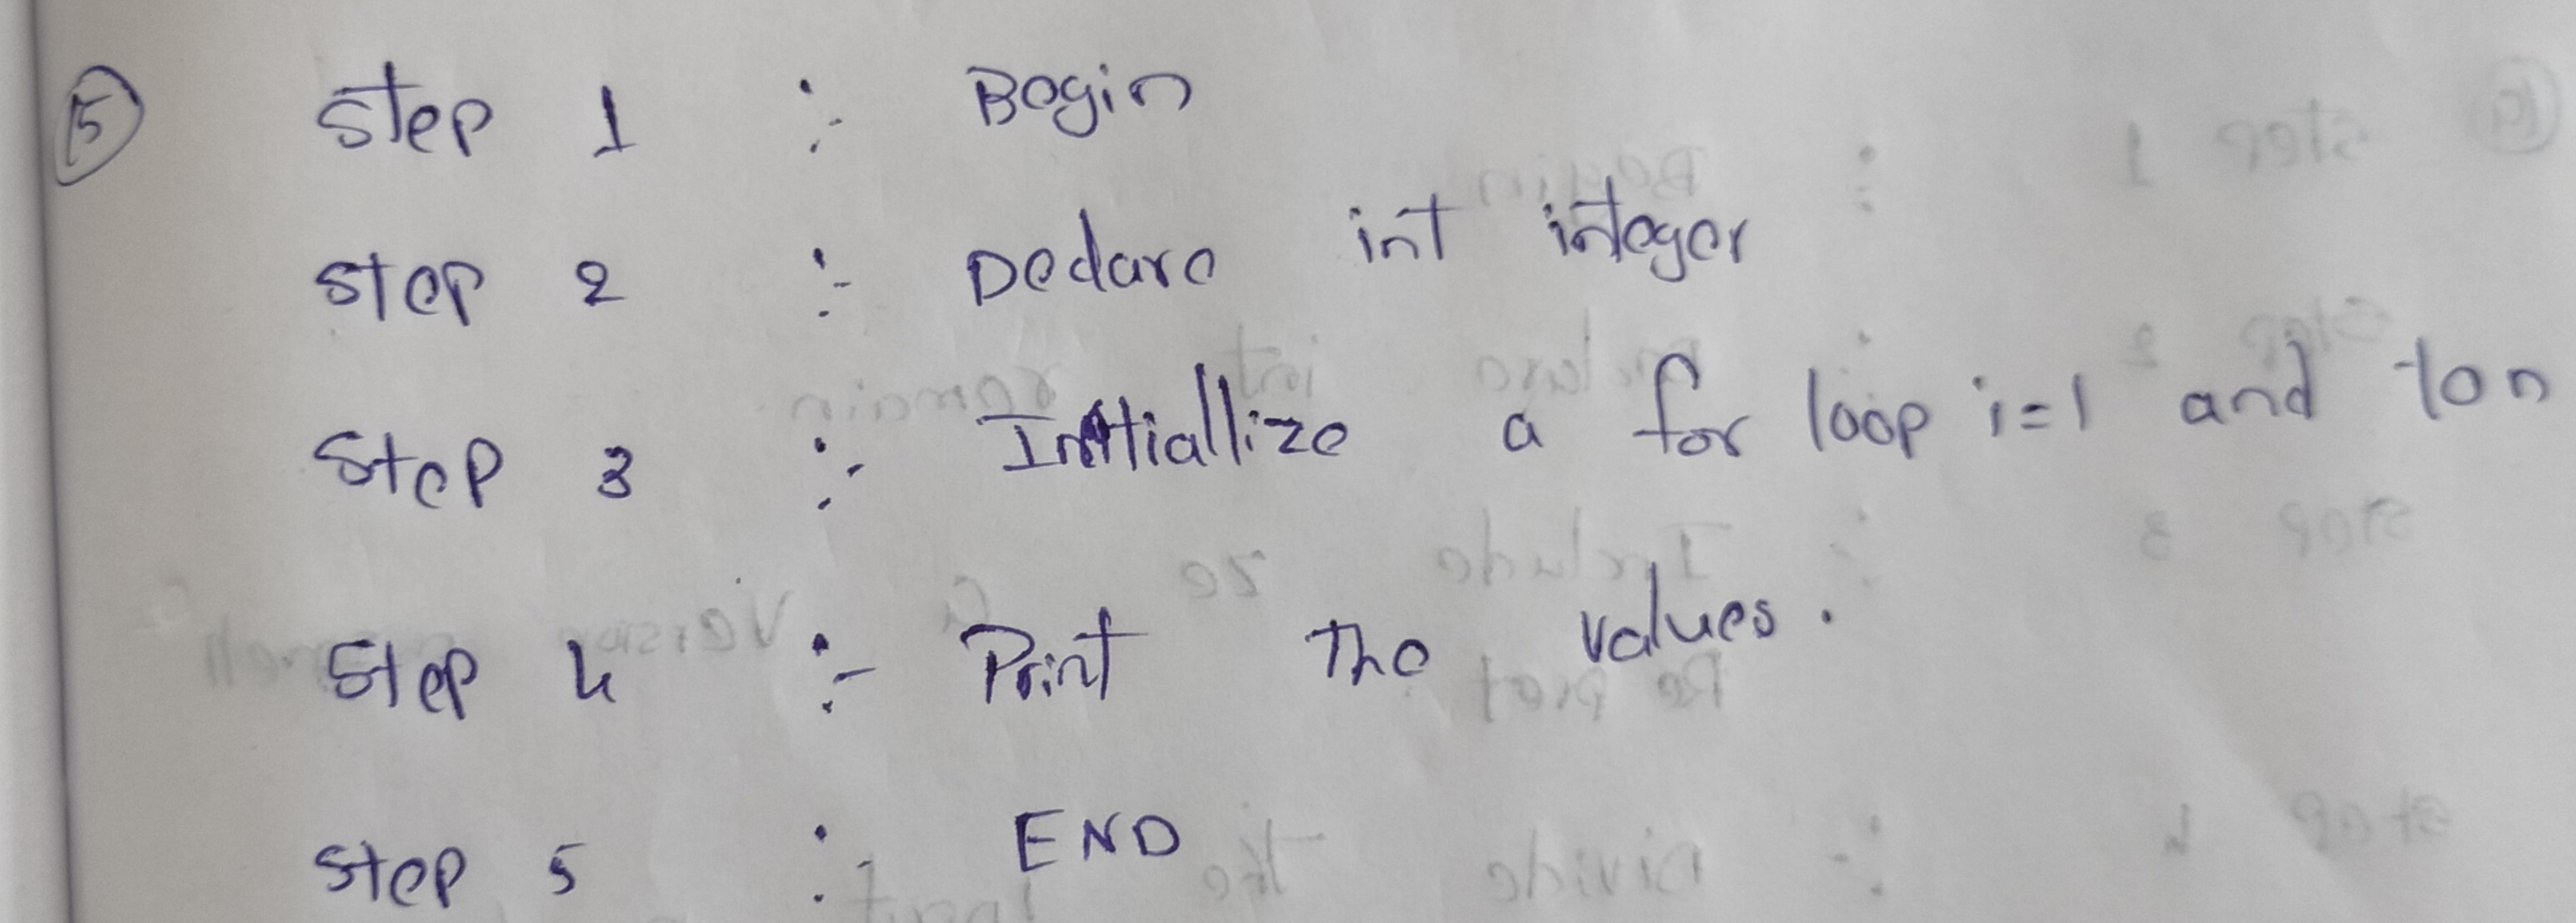 5 Step 1 :- Begin
Step 2 :- Declare int integer
Step 3 :- Initiallize a for loop i=1 and to n
Step 4 :- Print the values.
Step 5 :- END